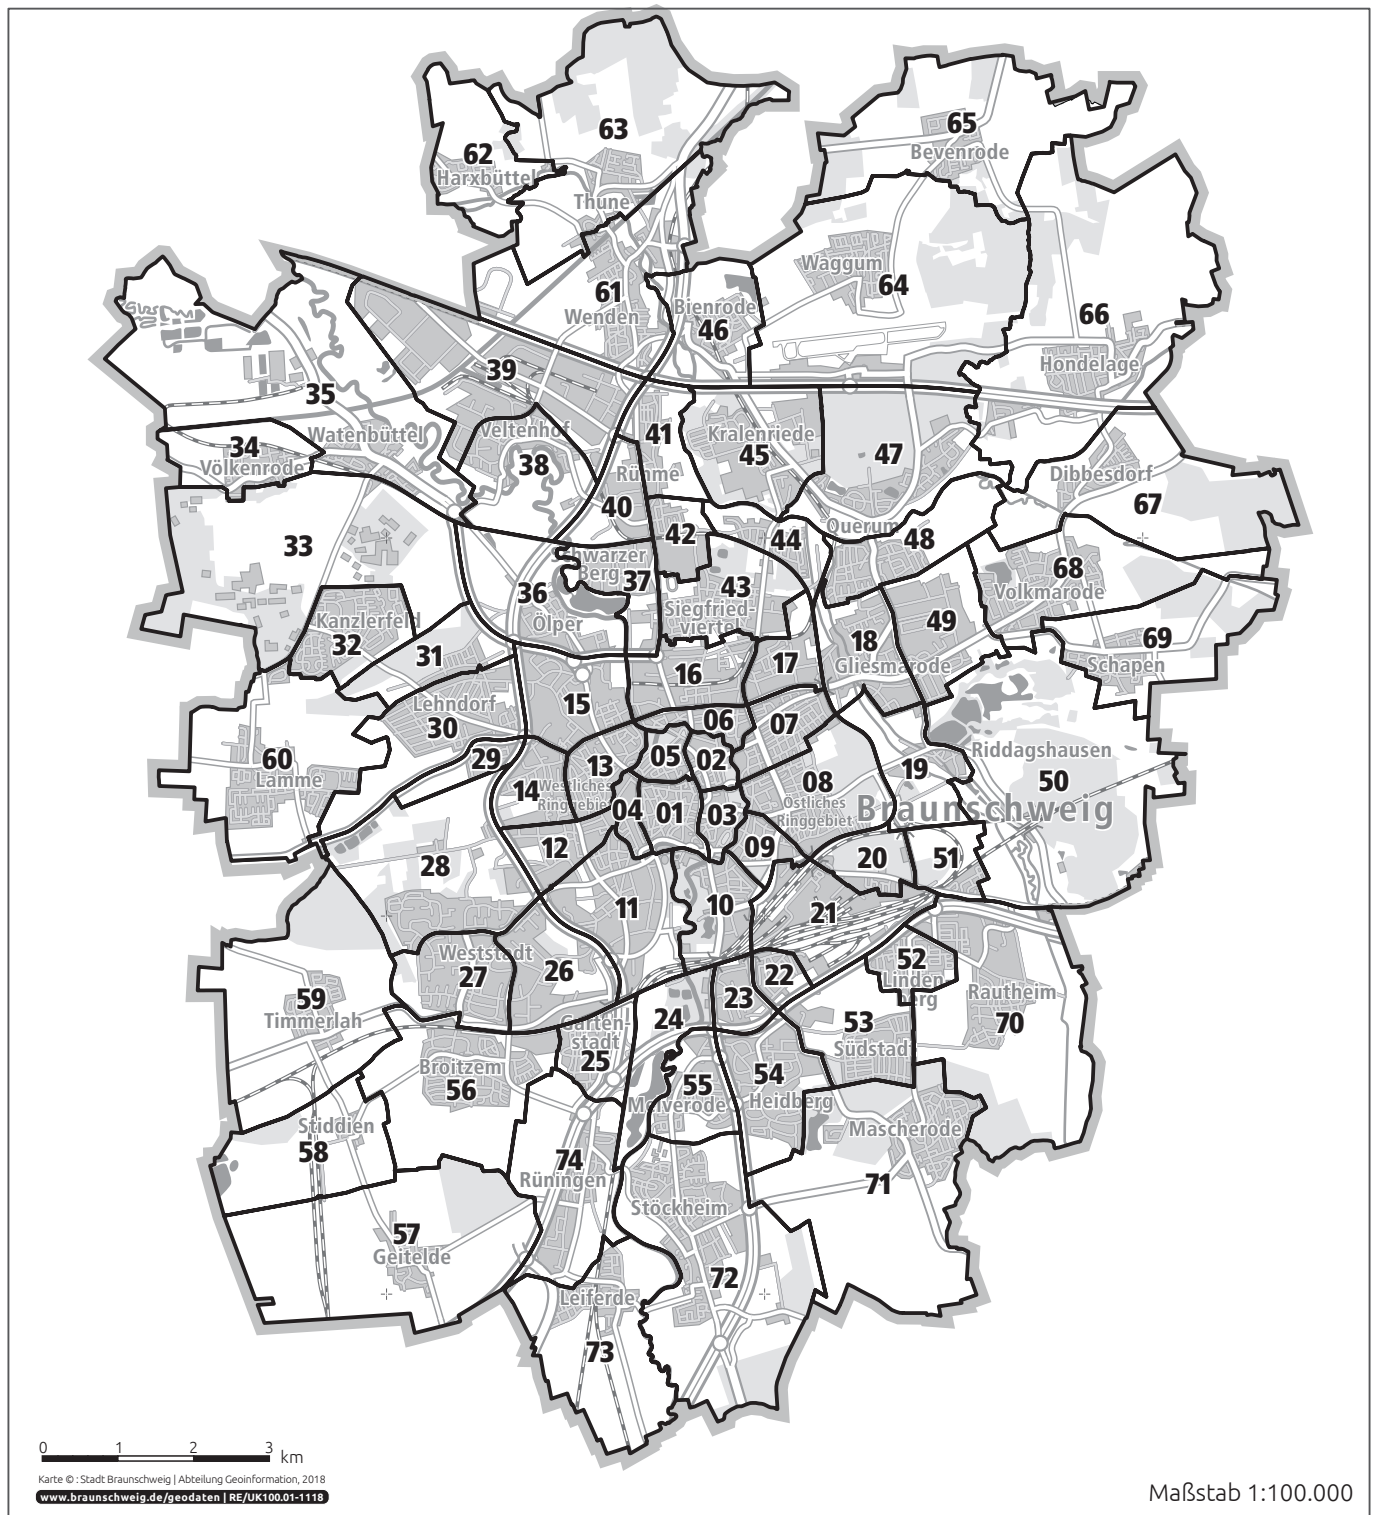 63
65
Bevenrode
62
Harxbüttel
Thune
Waggum
64
61
Wenden
Bienrode
46
66
Hondelage
39
35
34
Völkenrode
Watenbüttel
Veltenhof
38
41
Rühme
Kralenriede
45
47
Dibbesdorf
67
40
42
44
Querum
48
33
Schwarzer
Berg
37
36
Ölper
43
Siegfried-
viertel
68
Volkmarode
Kanzlerfeld
32
31
18
Gliesmarode
49
69
Schapen
Lehndorf
30
15
16
17
06
07
60
Lamme
29
05
02
13
14
Westliches
Ringgebiet
04
01
03
08
Östliches
Ringgebiet
19
Riddagshausen
50
Braunschweig
28
12
09
20
51
11
10
21
Weststadt
27
26
22
23
52
Linden
berg
Rautheim
70
59
Timmerlah
24
Garten-
stadt
25
53
Südstadt
Broitzem
56
55
Melverode
54
Heidberg
Stiddien
58
Mascherode
71
74
Rüningen
Stöckheim
57
Geitelde
72
Leiferde
73
0 1 2 3 km
Karte © : Stadt Braunschweig | Abteilung Geoinformation, 2018
www.braunschweig.de/geodaten | RE/UK100.01-1118
Maßstab 1:100.000